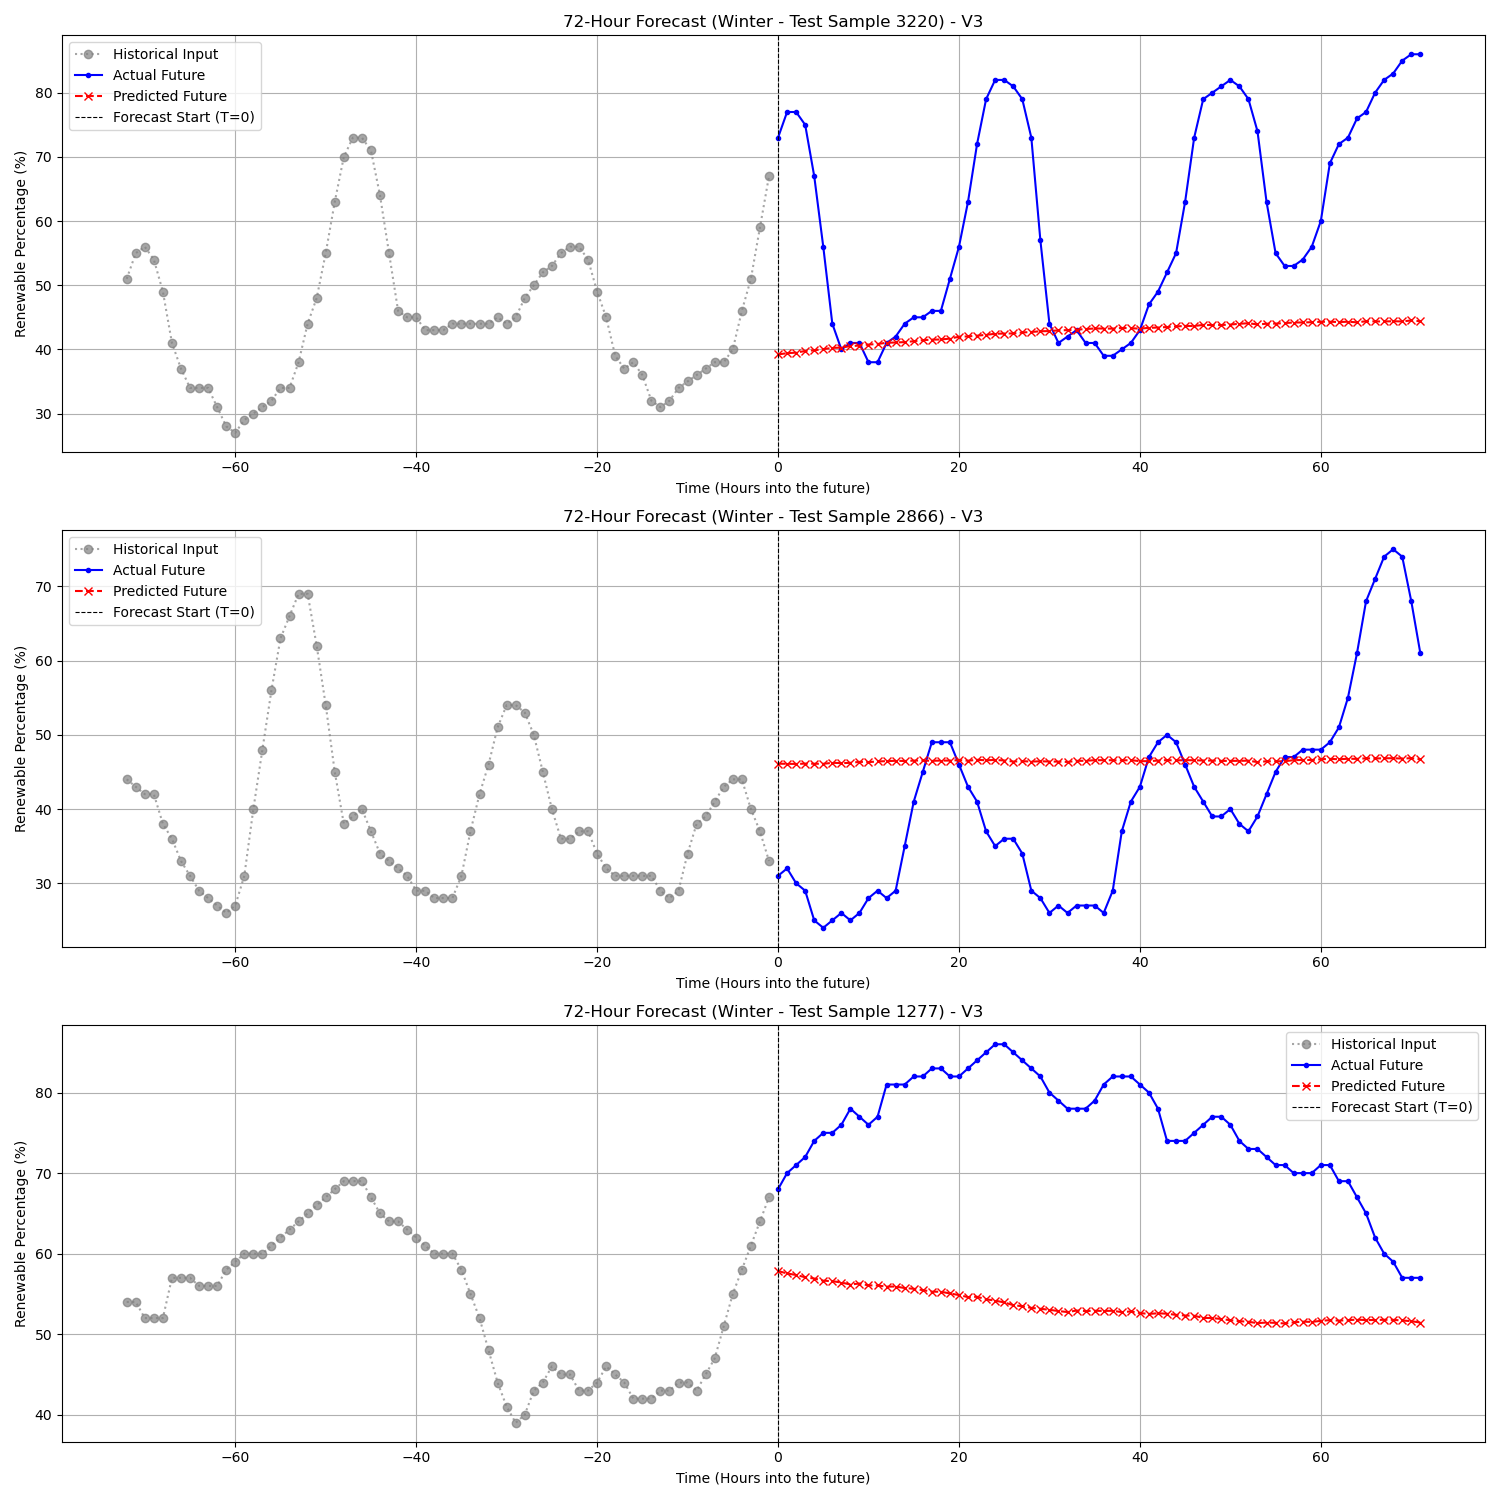 72-Hour Forecast (Winter - Test Sample 3220) - V3
Historical Input
Actual Future
Predicted Future
Forecast Start (T=0)
Renewable Percentage (%)
80
70
60
50
40
30
−60 −40 −20 0 20 40 60
Time (Hours into the future)
72-Hour Forecast (Winter - Test Sample 2866) - V3
Historical Input
Actual Future
Predicted Future
Forecast Start (T=0)
Renewable Percentage (%)
70
60
50
40
30
−60 −40 −20 0 20 40 60
Time (Hours into the future)
72-Hour Forecast (Winter - Test Sample 1277) - V3
Historical Input
Actual Future
Predicted Future
Forecast Start (T=0)
Renewable Percentage (%)
80
70
60
50
40
−60 −40 −20 0 20 40 60
Time (Hours into the future)